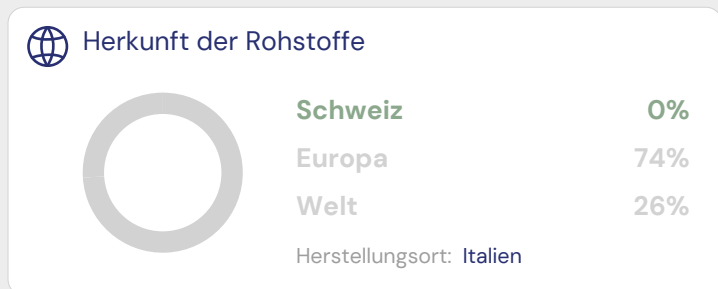 Herkunft der Rohstoffe
Schweiz 0%
Europa 74%
Welt 26%
Herstellungsort: Italien